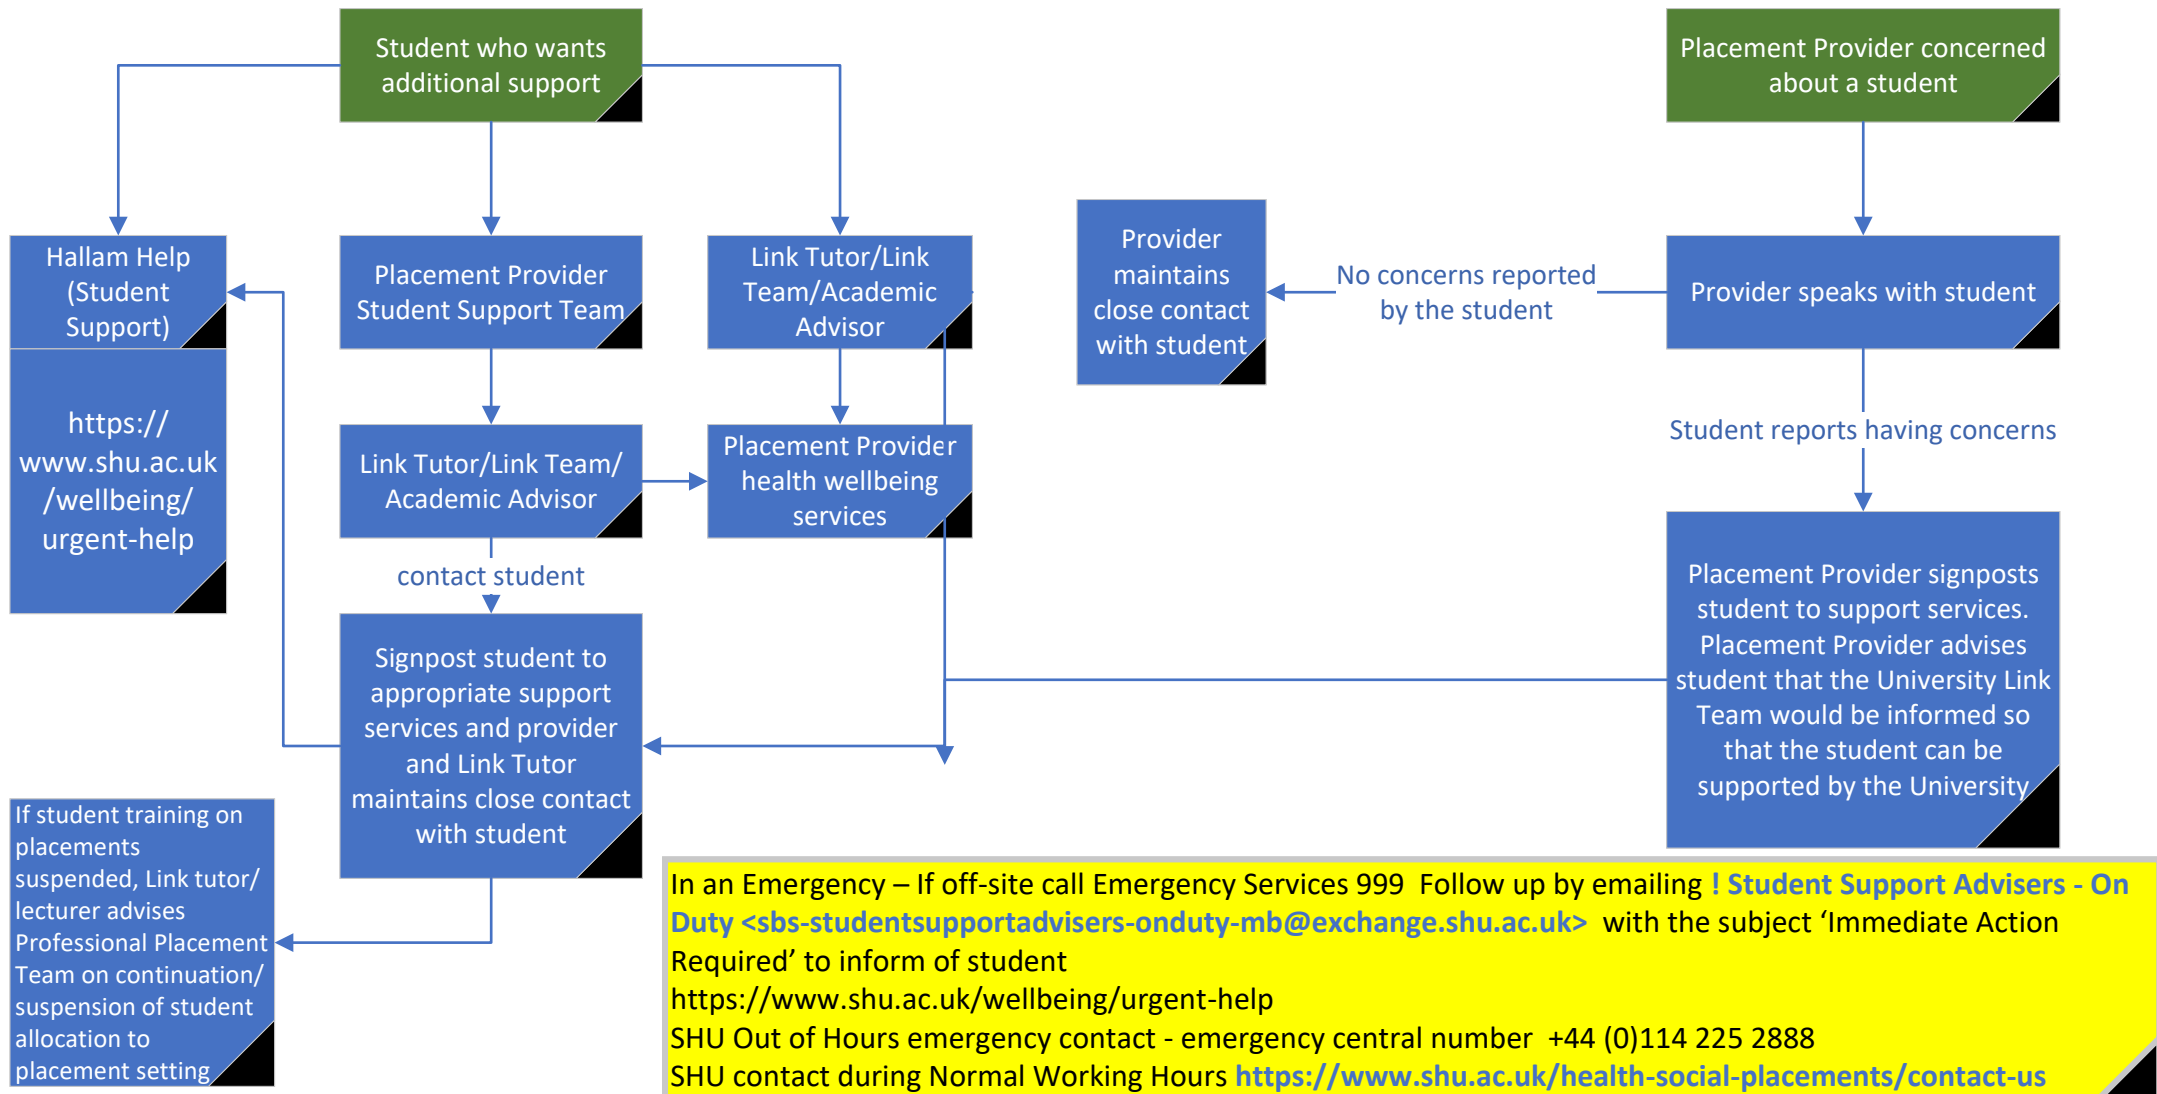 Student who wants
additional support
Placement Provider concerned
about a student
Hallam Help
(Student
Support)
https://
www.shu.ac.uk
/wellbeing/
urgent-help
Placement Provider
Student Support Team
Link Tutor/Link
Team/Academic
Advisor
Provider
maintains
close contact
with student
No concerns reported
by the student
Provider speaks with student
Student reports having concerns
Link Tutor/Link Team/
Academic Advisor
Placement Provider
health wellbeing
services
contact student
Signpost student to
appropriate support
services and provider
and Link Tutor
maintains close contact
with student
Placement Provider signposts
student to support services.
Placement Provider advises
student that the University Link
Team would be informed so
that the student can be
supported by the University
If student training on
placements
suspended, Link tutor/
lecturer advises
Professional Placement
Team on continuation/
suspension of student
allocation to
placement setting
In an Emergency – If off-site call Emergency Services 999  Follow up by emailing ! Student Support Advisers - On
Duty <sbs-studentsupportadvisers-onduty-mb@exchange.shu.ac.uk>  with the subject ‘Immediate Action
Required’ to inform of student
https://www.shu.ac.uk/wellbeing/urgent-help
SHU Out of Hours emergency contact - emergency central number  +44 (0)114 225 2888
SHU contact during Normal Working Hours https://www.shu.ac.uk/health-social-placements/contact-us